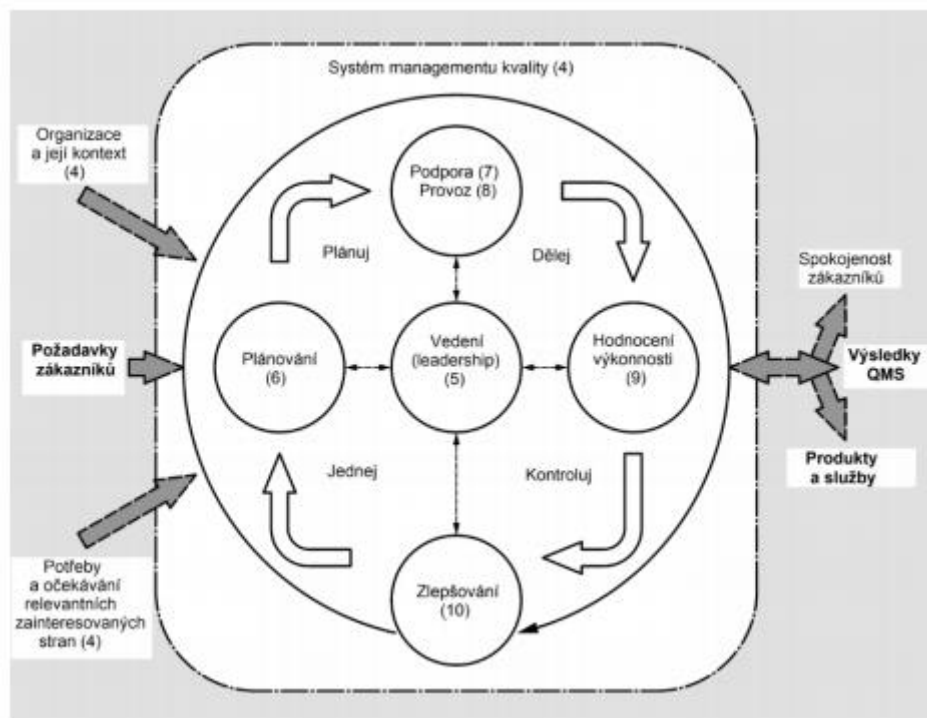 Systém managementu kvality (4)
Organizace
a její kontext
(4)
Podpora (7)
Provoz (8)
Plánuj
Dělej
Spokojenost
zákazníků
Požadavky
zákazníků
Plánování
(6)
Vedení
(leadership)
(5)
Hodnocení
výkonnosti
(9)
Výsledky
QMS
Jednej
Kontroluj
Produkty
a služby
Potřeby
a očekávání
relevantních
zainteresovaných
stran (4)
Zlepšování
(10)